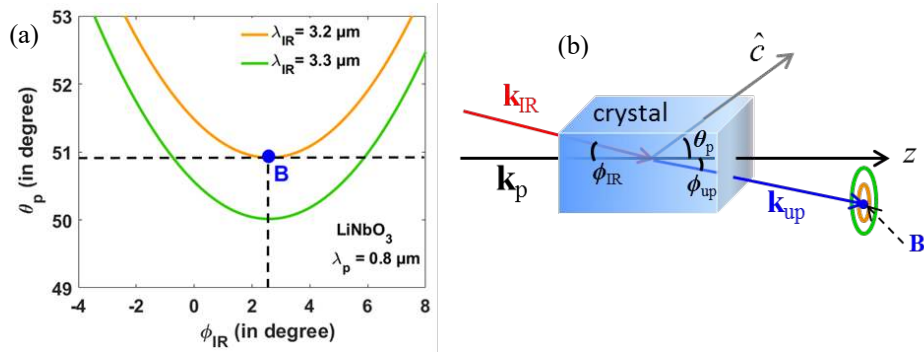 (a)
53
52
51
50
49
θp (in degree)
λIR= 3.2 µm
λIR= 3.3 µm
B
LiNbO3
λp = 0.8 µm
-4 -2 0 2 4 6 8
ϕIR (in degree)
(b)
ĉ
kIR
crystal
θp
kp
ϕIR
ϕup
z
kup
B